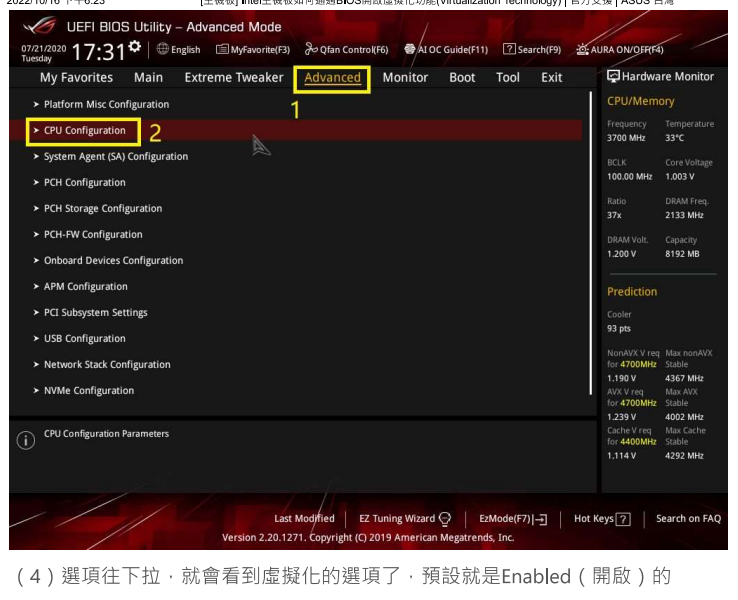 2022/10/16 下午6:23 [主機板] Intel主機板如何通過BIOS開啟虛擬化功能(Virtualization Technology) | 官方支援 | ASUS 台灣
UEFI BIOS Utility – Advanced Mode
07/21/2020 Tuesday 17:31 English MyFavorite(F3) Qfan Control(F6) AI OC Guide(F11) ? Search(F9) AURA ON/OFF(F4)
My Favorites Main Extreme Tweaker Advanced Monitor Boot Tool Exit
1
> Platform Misc Configuration
> CPU Configuration 2
> System Agent (SA) Configuration
> PCH Configuration
> PCH Storage Configuration
> PCH-FW Configuration
> Onboard Devices Configuration
> APM Configuration
> PCI Subsystem Settings
> USB Configuration
> Network Stack Configuration
> NVMe Configuration
i CPU Configuration Parameters
Hardware Monitor
CPU/Memory
Frequency Temperature
3700 MHz 33°C
BCLK Core Voltage
100.00 MHz 1.003 V
Ratio DRAM Freq.
37x 2133 MHz
DRAM Volt. Capacity
1.200 V 8192 MB
Prediction
Cooler
93 pts
NonAVX V req Max nonAVX
for 4700MHz Stable
1.190 V 4367 MHz
AVX V req Max AVX
for 4700MHz Stable
1.239 V 4002 MHz
Cache V req Max Cache
for 4400MHz Stable
1.114 V 4292 MHz
Last Modified | EZ Tuning Wizard | EzMode(F7) | Hot Keys ? | Search on FAQ
Version 2.20.1271. Copyright (C) 2019 American Megatrends, Inc.
(4)選項往下拉,就會看到虛擬化的選項了,預設就是Enabled(開啟)的